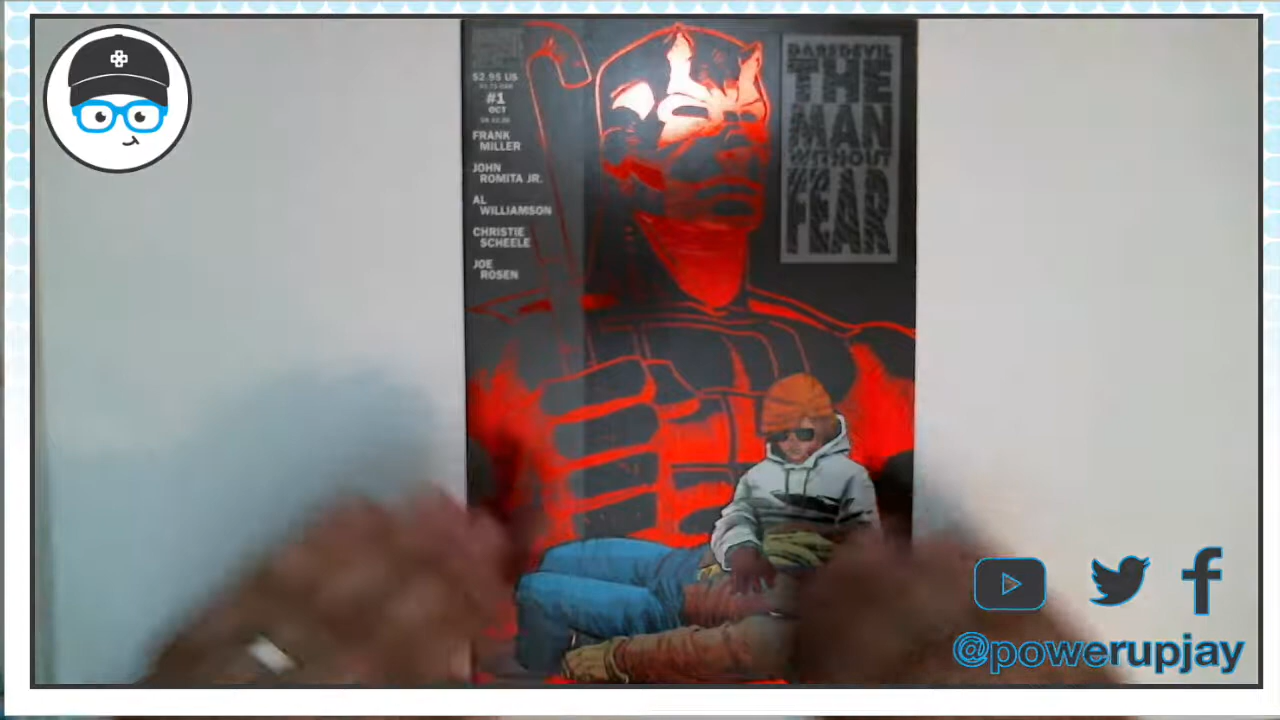 $2.95 US
#1
OCT
FRANK
MILLER
JOHN
ROMITA JR.
AL
WILLIAMSON
CHRISTIE
SCHEELE
JOE
ROSEN
DAREDEVIL
THE
MAN
WITHOUT
FEAR
@powerupjay